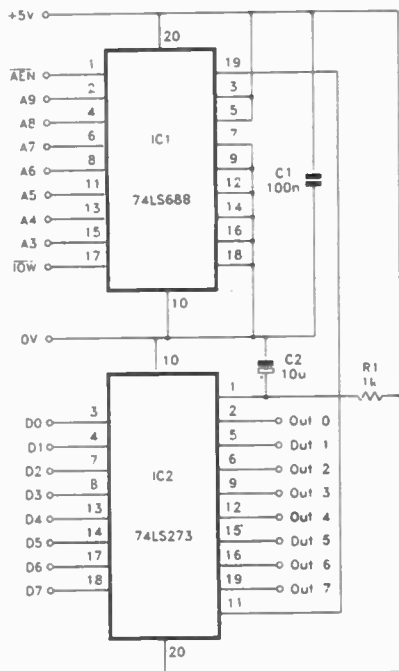 +5V
20
A̅E̅N̅ 1 19
A9 2 3
A8 4 5
A7 6 7
A6 8 9
A5 11 12
A4 13 14
A3 15 16
I̅O̅W̅ 17 18
IC1
74LS688
C1
100n
10
0V
10
C2
10u
R1
1k
1
D0 3 2 Out 0
D1 4 5 Out 1
D2 7 6 Out 2
D3 8 9 Out 3
D4 13 12 Out 4
D5 14 15 Out 5
D6 17 16 Out 6
D7 18 19 Out 7
11
IC2
74LS273
20